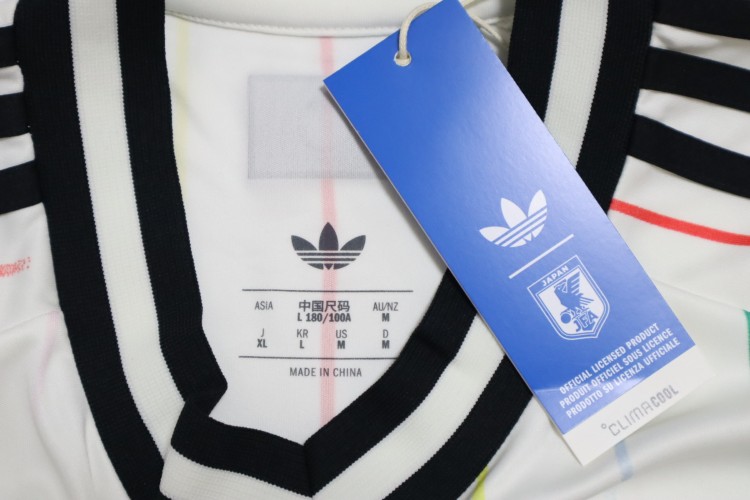 ASIA 中国尺码 AU/NZ
L 180/100A M
J KR US D
XL L M M
MADE IN CHINA
JAPAN
JFA
OFFICIAL LICENSED PRODUCT
PRODUIT OFFICIEL SOUS LICENCE
PRODOTTO SU LICENZA UFFICIALE
°CLIMACOOL